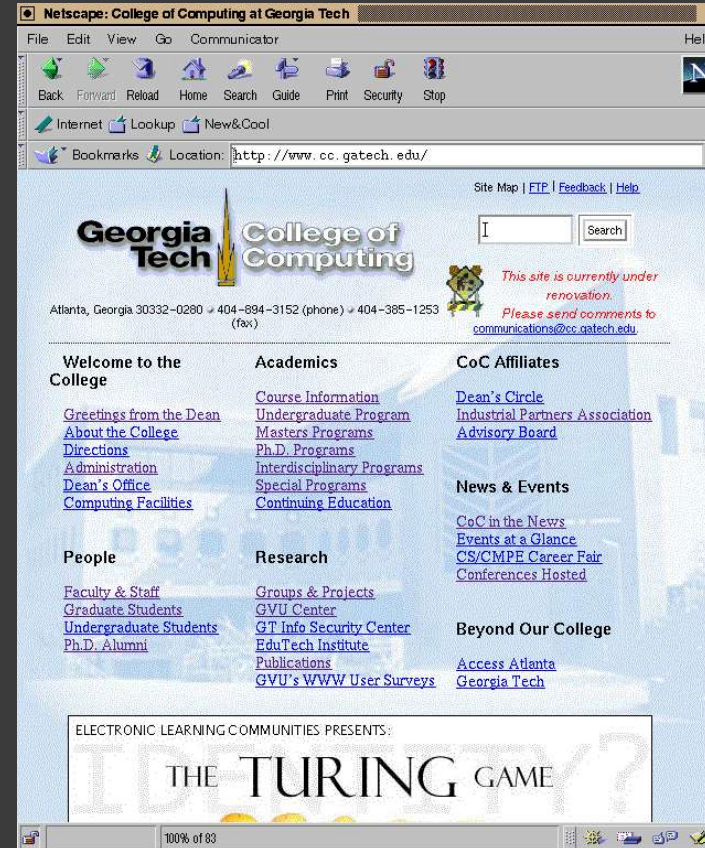 Netscape: College of Computing at Georgia Tech
File Edit View Go Communicator Hel
Back Forward Reload Home Search Guide Print Security Stop
N
Internet Lookup New&Cool
Bookmarks Location: http://www.cc.gatech.edu/
Site Map | FTP | Feedback | Help
Search
Georgia Tech
College of Computing
This site is currently under
renovation.
Please send comments to
communications@cc.gatech.edu.
Atlanta, Georgia 30332-0280 404-894-3152 (phone) 404-385-1253
(fax)
Welcome to the
College
Greetings from the Dean
About the College
Directions
Administration
Dean's Office
Computing Facilities
People
Faculty & Staff
Graduate Students
Undergraduate Students
Ph.D. Alumni
Academics
Course Information
Undergraduate Program
Masters Programs
Ph.D. Programs
Interdisciplinary Programs
Special Programs
Continuing Education
Research
Groups & Projects
GVU Center
GT Info Security Center
EduTech Institute
Publications
GVU's WWW User Surveys
CoC Affiliates
Dean's Circle
Industrial Partners Association
Advisory Board
News & Events
CoC in the News
Events at a Glance
CS/CMPE Career Fair
Conferences Hosted
Beyond Our College
Access Atlanta
Georgia Tech
ELECTRONIC LEARNING COMMUNITIES PRESENTS:
IDENTITY?
THE TURING GAME
100% of 83